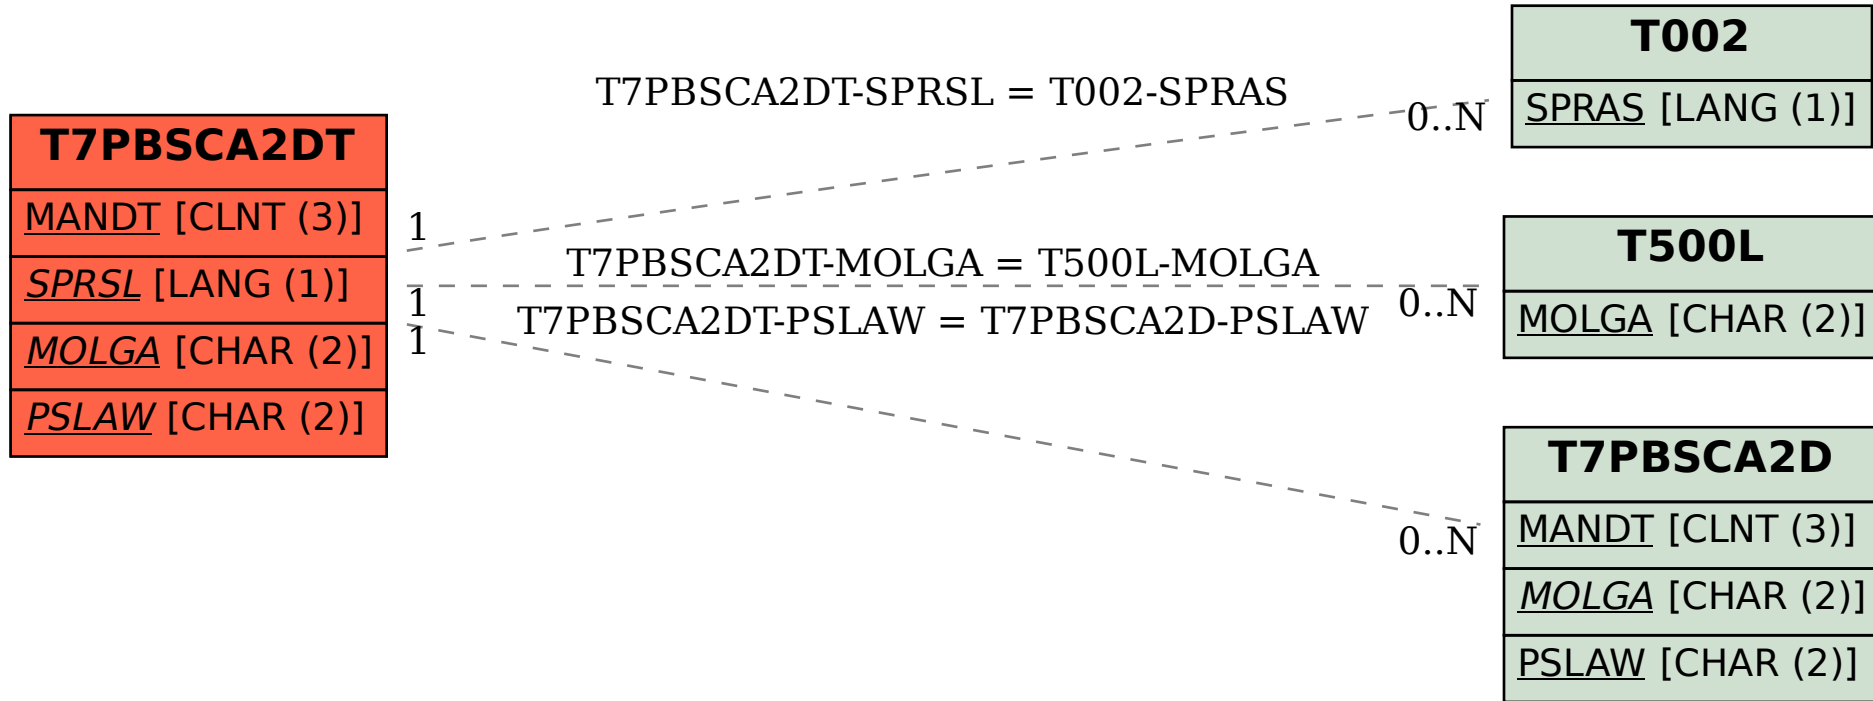 T7PBSCA2DT
MANDT [CLNT (3)]
SPRSL [LANG (1)]
MOLGA [CHAR (2)]
PSLAW [CHAR (2)]
T7PBSCA2DT-SPRSL = T002-SPRAS
1
0..N
T7PBSCA2DT-MOLGA = T500L-MOLGA
1
0..N
T7PBSCA2DT-PSLAW = T7PBSCA2D-PSLAW
1
0..N
T002
SPRAS [LANG (1)]
T500L
MOLGA [CHAR (2)]
T7PBSCA2D
MANDT [CLNT (3)]
MOLGA [CHAR (2)]
PSLAW [CHAR (2)]